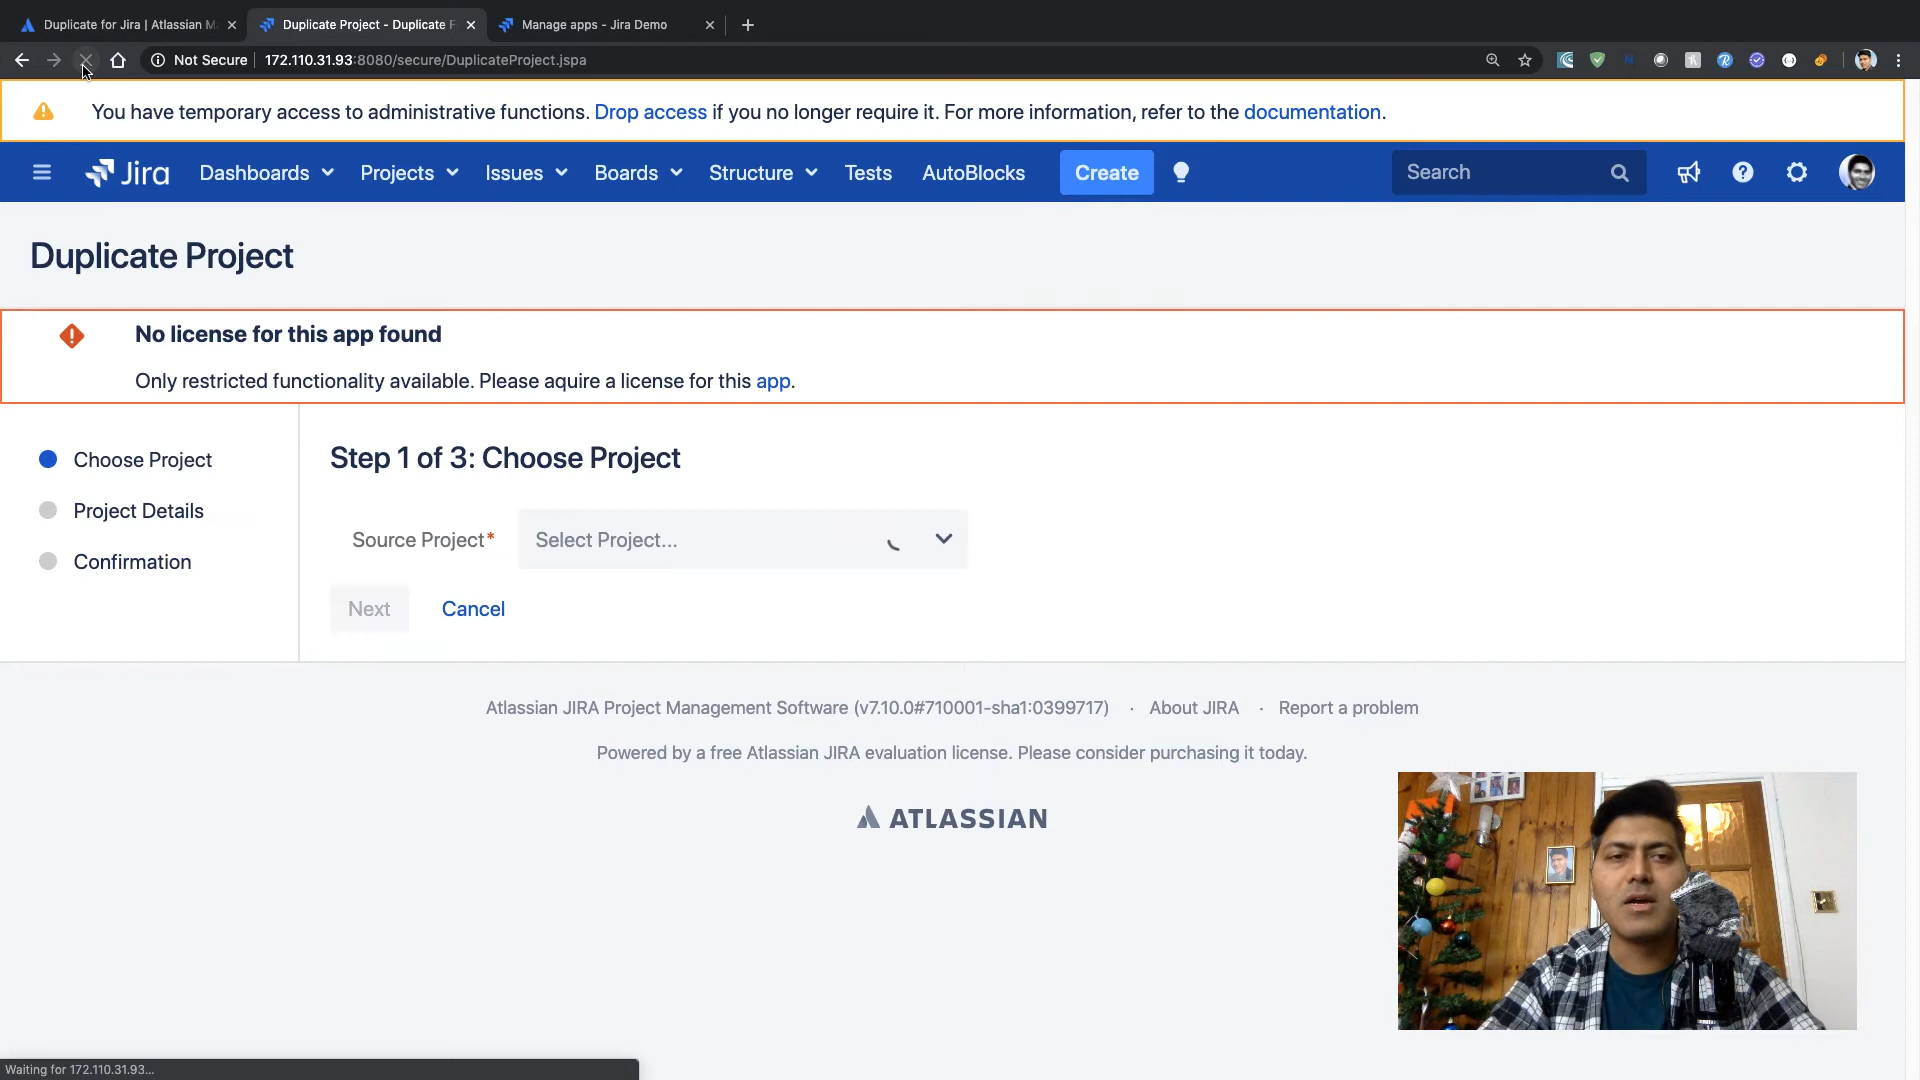 Duplicate for Jira | Atlassian M
Duplicate Project - Duplicate
Manage apps - Jira Demo
Not Secure
172.110.31.93:8080/secure/DuplicateProject.jspa
You have temporary access to administrative functions. Drop access if you no longer require it. For more information, refer to the documentation.
Jira
Dashboards
Projects
Issues
Boards
Structure
Tests
AutoBlocks
Create
Search
Duplicate Project
No license for this app found
Only restricted functionality available. Please aquire a license for this app.
Choose Project
Project Details
Confirmation
Step 1 of 3: Choose Project
Source Project*
Select Project...
Next
Cancel
Atlassian JIRA Project Management Software (v7.10.0#710001-sha1:0399717) · About JIRA · Report a problem
Powered by a free Atlassian JIRA evaluation license. Please consider purchasing it today.
ATLASSIAN
Waiting for 172.110.31.93...